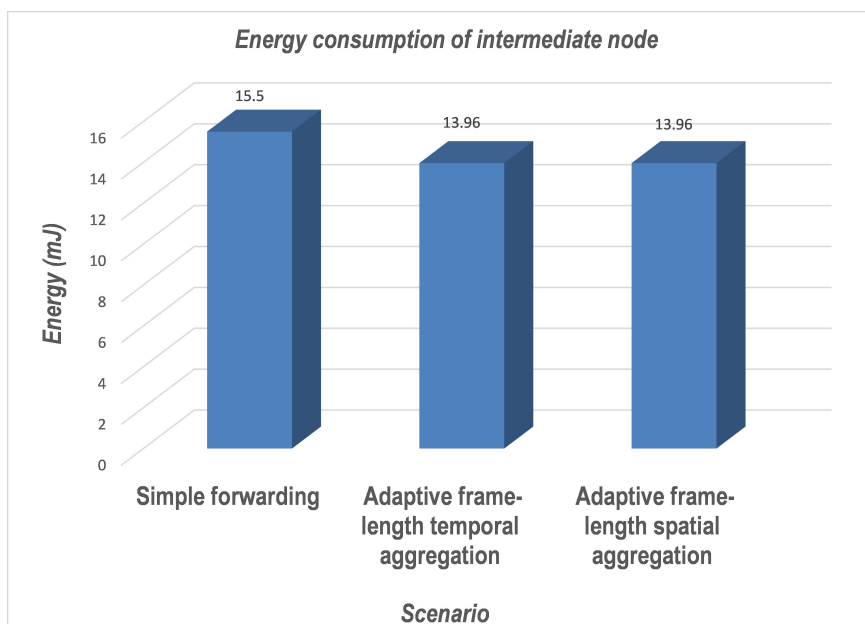 Energy consumption of intermediate node
15.5
13.96
13.96
16
14
12
10
8
6
4
2
0
Energy (mJ)
Simple forwarding
Adaptive frame-
length temporal
aggregation
Adaptive frame-
length spatial
aggregation
Scenario